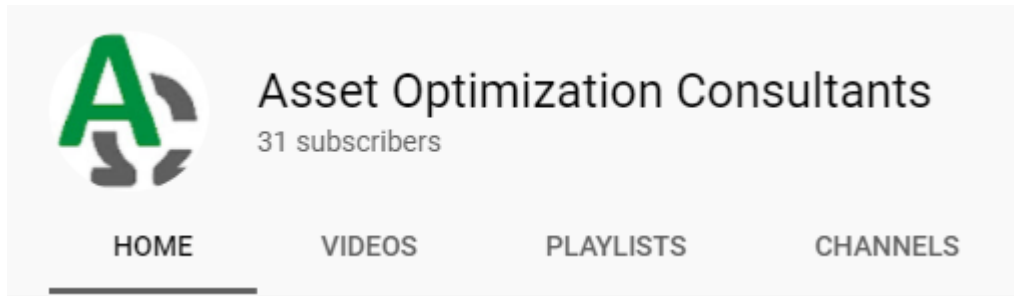 A
Asset Optimization Consultants
31 subscribers
HOME VIDEOS PLAYLISTS CHANNELS